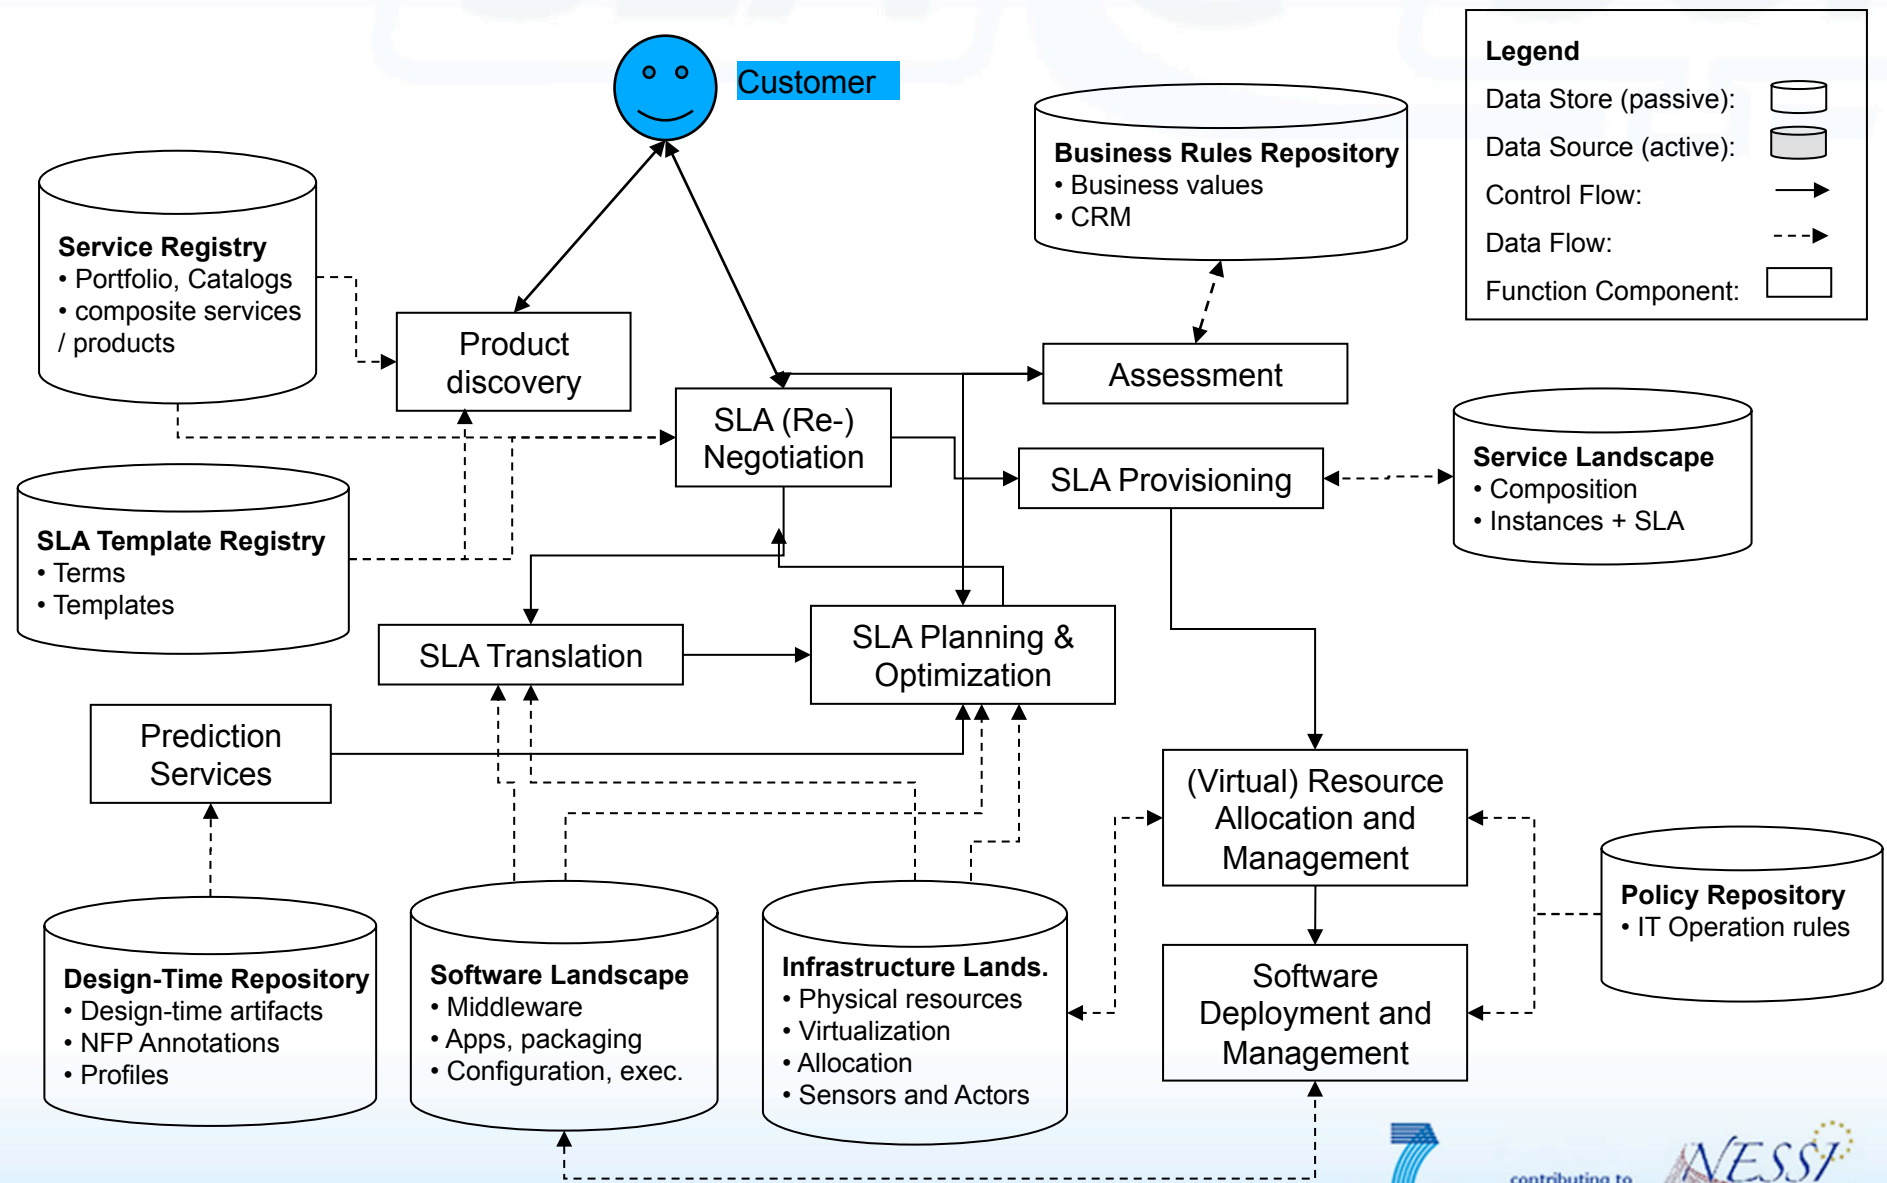 Customer
Legend
Data Store (passive):
Data Source (active):
Control Flow:
Data Flow:
Function Component:
Business Rules Repository
• Business values
• CRM
Service Registry
• Portfolio, Catalogs
• composite services
/ products
Product
discovery
Assessment
SLA (Re-)
Negotiation
SLA Provisioning
Service Landscape
• Composition
• Instances + SLA
SLA Template Registry
• Terms
• Templates
SLA Translation
SLA Planning &
Optimization
Prediction
Services
(Virtual) Resource
Allocation and
Management
Policy Repository
• IT Operation rules
Design-Time Repository
• Design-time artifacts
• NFP Annotations
• Profiles
Software Landscape
• Middleware
• Apps, packaging
• Configuration, exec.
Infrastructure Lands.
• Physical resources
• Virtualization
• Allocation
• Sensors and Actors
Software
Deployment and
Management
7
contributing to
NESSI